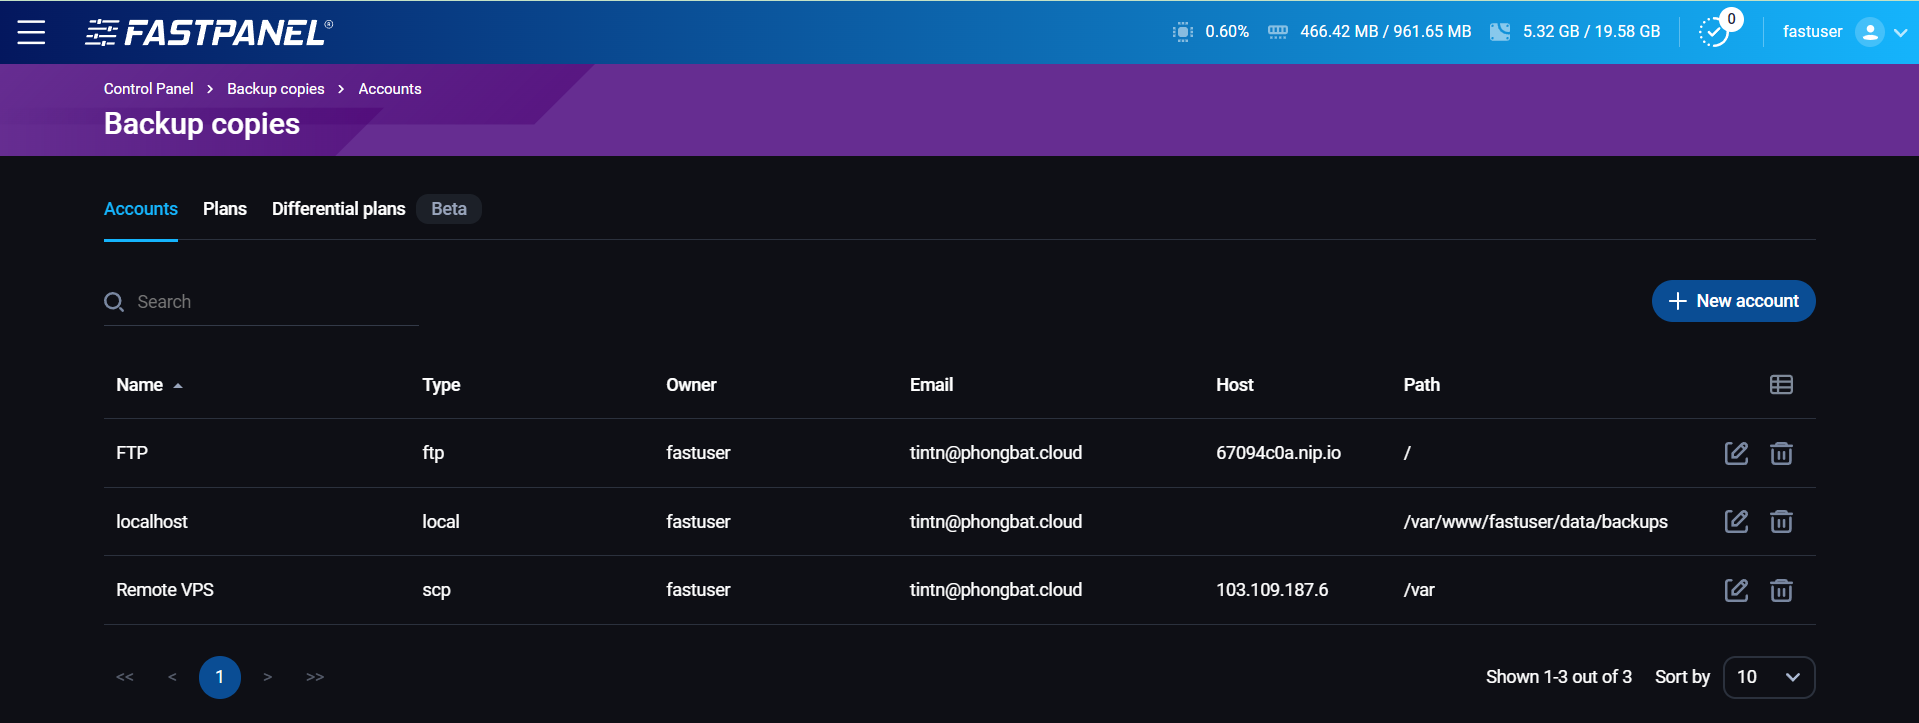 FASTPANEL® 0.60% 466.42 MB / 961.65 MB 5.32 GB / 19.58 GB 0 fastuser
Control Panel > Backup copies > Accounts
Backup copies
Accounts Plans Differential plans Beta
Search + New account
Name Type Owner Email Host Path
FTP ftp fastuser tintn@phongbat.cloud 67094c0a.nip.io /
localhost local fastuser tintn@phongbat.cloud /var/www/fastuser/data/backups
Remote VPS scp fastuser tintn@phongbat.cloud 103.109.187.6 /var
<< < 1 > >> Shown 1-3 out of 3 Sort by 10